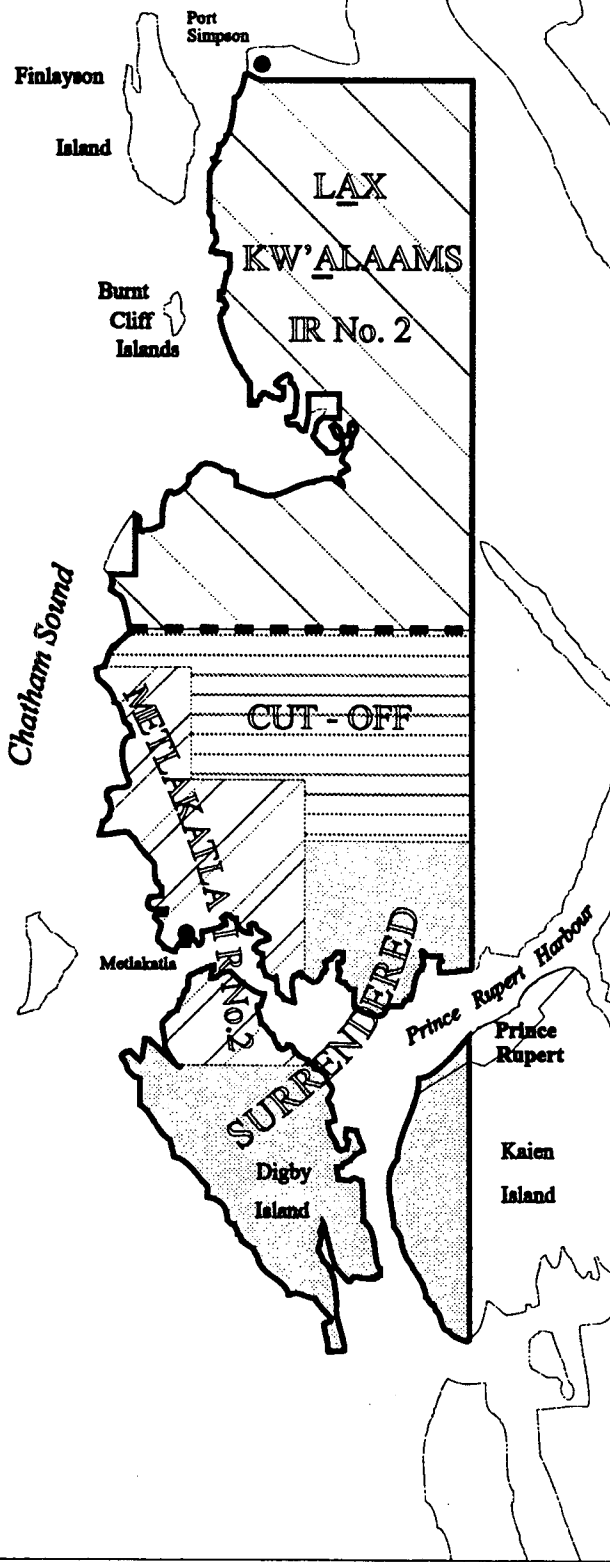 Port
Simpson
Finlayson
Island
LAX
KW'ALAAMS
IR No. 2
Burnt
Cliff
Islands
Chatham Sound
CUT - OFF
METLAKATLA IR No.2
Metlakatla
SURRENDERED
Prince Rupert Harbour
Prince
Rupert
Digby
Island
Kaien
Island